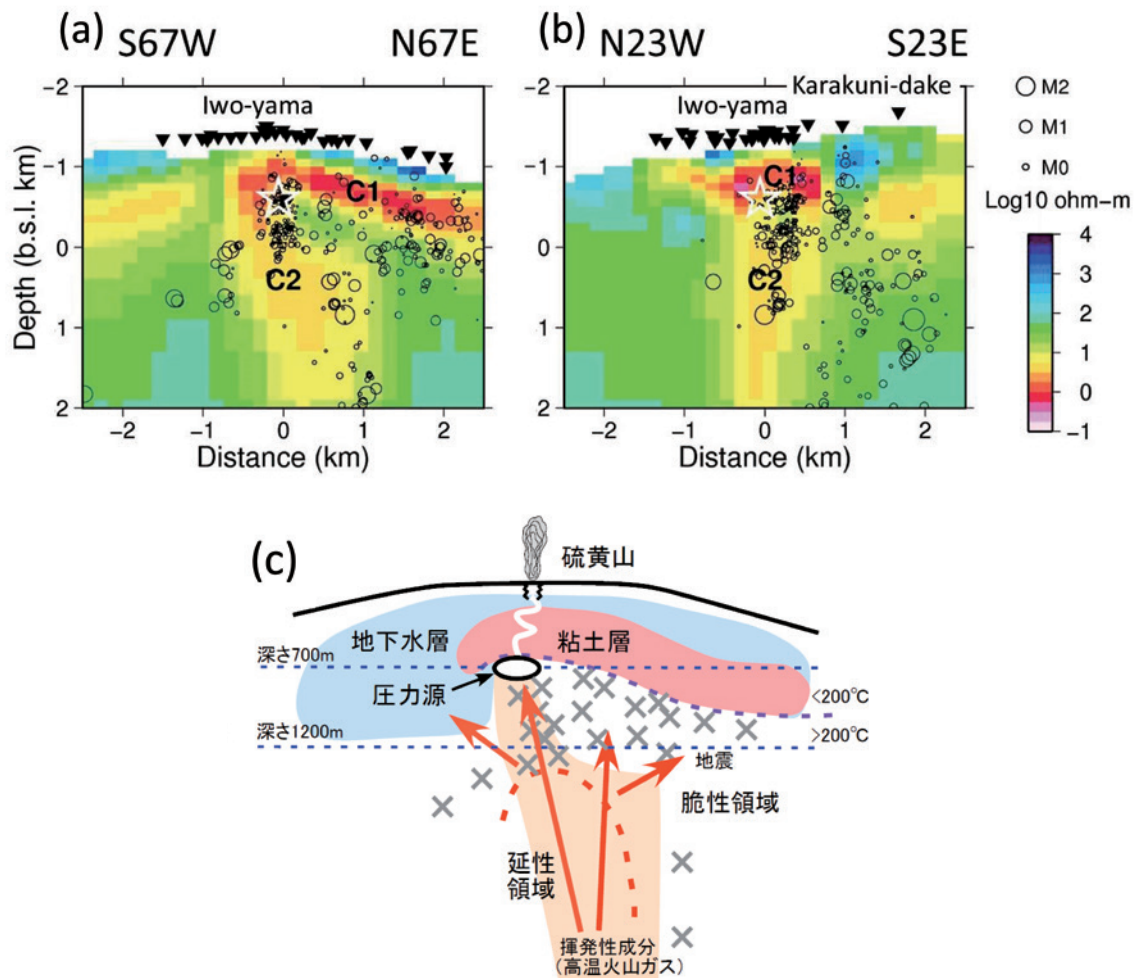 (a) S67W N67E
(b) N23W S23E
Iwo-yama
Iwo-yama
Karakuni-dake
M2
M1
M0
Log10 ohm-m
4
3
2
1
0
-1
Depth (b.s.l. km)
-2
-1
0
1
2
-2
-1
0
1
2
C1
C2
C1
C2
-2 -1 0 1 2
-2 -1 0 1 2
Distance (km)
Distance (km)
(c)
硫黄山
地下水層
粘土層
深さ700m
圧力源
<200℃
>200℃
深さ1200m
地震
脆性領域
延性
領域
揮発性成分
(高温火山ガス)